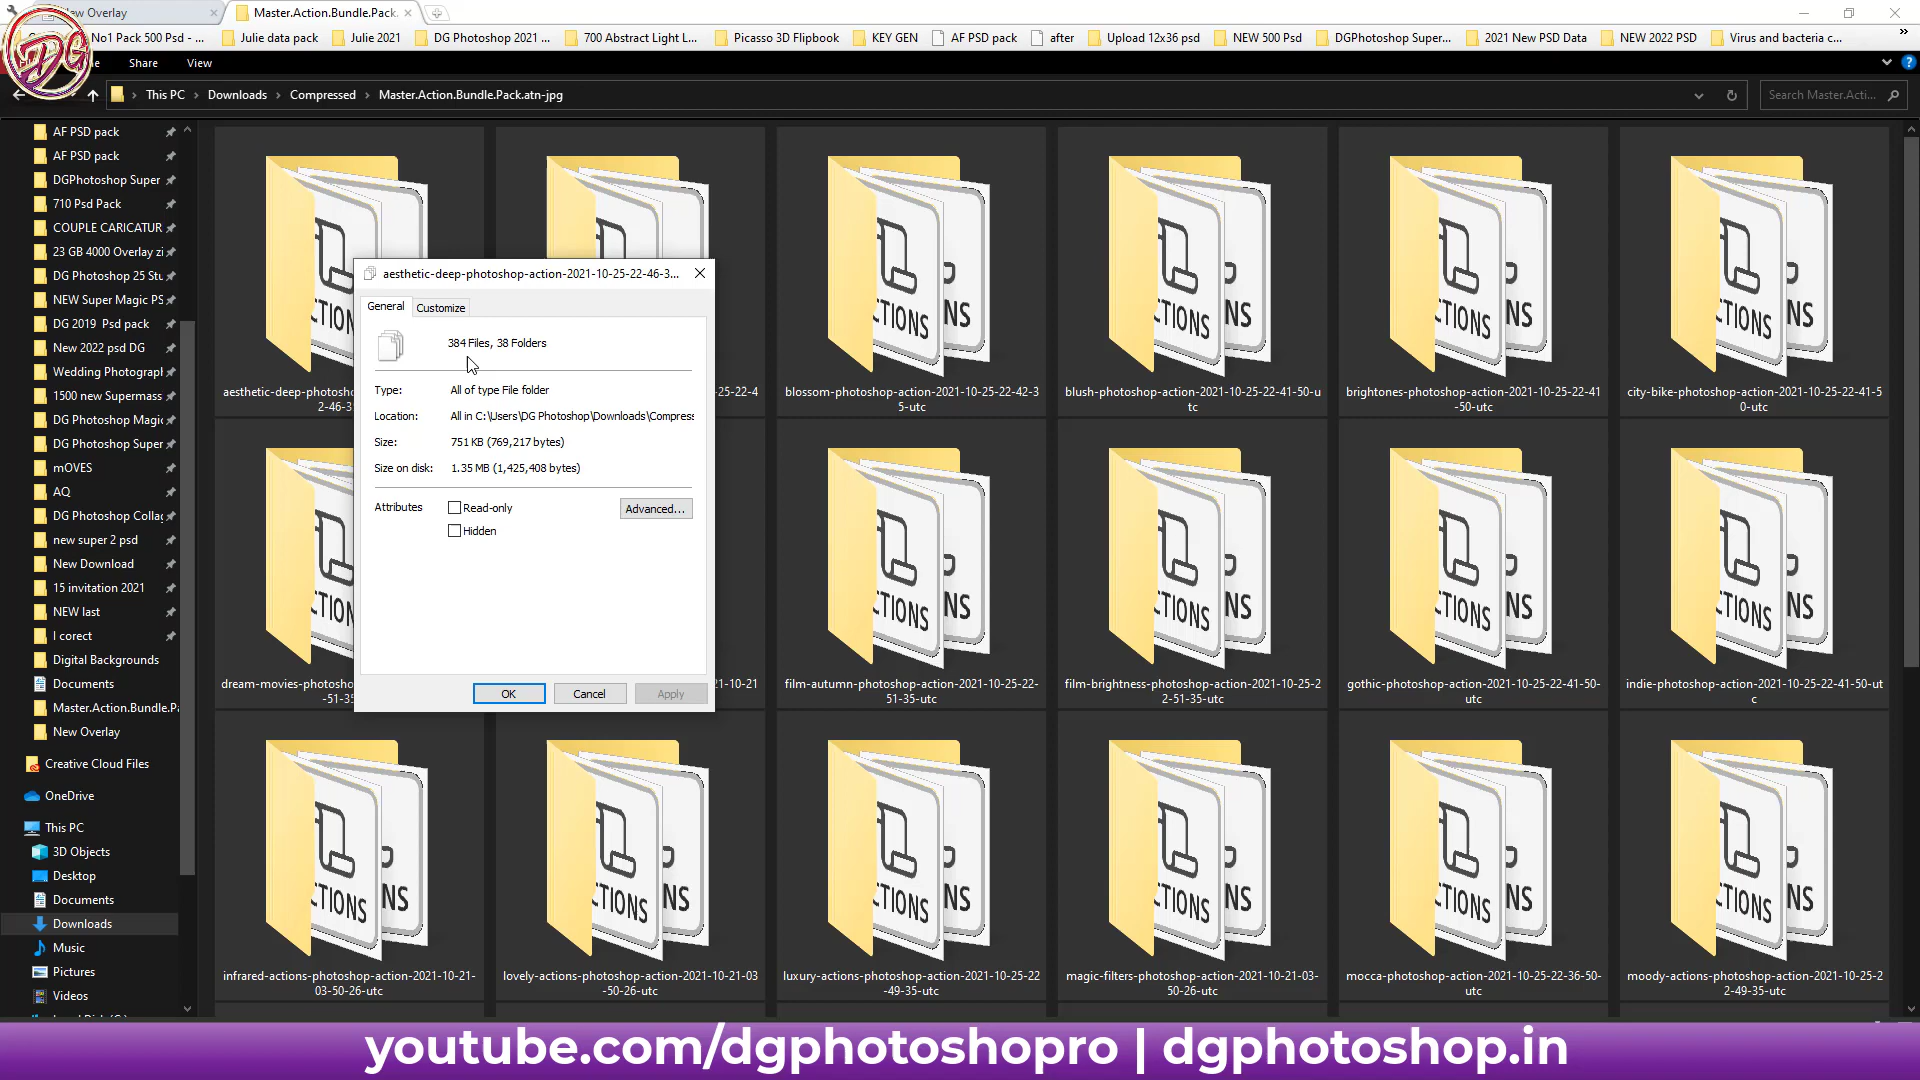 New Overlay
Master.Action.Bundle.Pack.
No1 Pack 500 Psd - ...
Julie data pack
Julie 2021
DG Photoshop 2021 ...
700 Abstract Light L...
Picasso 3D Flipbook
KEY GEN
AF PSD pack
after
Upload 12x36 psd
NEW 500 Psd
DGPhotoshop Super...
2021 New PSD Data
NEW 2022 PSD
Virus and bacteria c...
»
DG
Share
View
This PC > Downloads > Compressed > Master.Action.Bundle.Pack.atn-jpg
Search Master.Acti...
AF PSD pack
AF PSD pack
DGPhotoshop Super
710 Psd Pack
COUPLE CARICATUR
23 GB 4000 Overlay zi
DG Photoshop 25 Stu
NEW Super Magic PS
DG 2019 Psd pack
New 2022 psd DG
Wedding Photograph
1500 new Supermass
DG Photoshop Magic
DG Photoshop Super
mOVES
AQ
DG Photoshop Collag
new super 2 psd
New Download
15 invitation 2021
NEW last
I corect
Digital Backgrounds
Documents
Master.Action.Bundle.Pa
New Overlay
Creative Cloud Files
OneDrive
This PC
3D Objects
Desktop
Documents
Downloads
Music
Pictures
Videos
aesthetic-deep-photoshop-action-2021-10-25-22-46-3...
General
Customize
384 Files, 38 Folders
Type: All of type File folder
Location: All in C:\Users\DG Photoshop\Downloads\Compress
Size: 751 KB (769,217 bytes)
Size on disk: 1.35 MB (1,425,408 bytes)
Attributes
Read-only
Advanced...
Hidden
OK
Cancel
Apply
aesthetic-deep-photosh
2-46-3
-25-22-4
blossom-photoshop-action-2021-10-25-22-42-3
5-utc
blush-photoshop-action-2021-10-25-22-41-50-u
tc
brightones-photoshop-action-2021-10-25-22-41
-50-utc
city-bike-photoshop-action-2021-10-25-22-41-5
0-utc
dream-movies-photosh
-51-35
-10-21
film-autumn-photoshop-action-2021-10-25-22-
51-35-utc
film-brightness-photoshop-action-2021-10-25-2
2-51-35-utc
gothic-photoshop-action-2021-10-25-22-41-50-
utc
indie-photoshop-action-2021-10-25-22-41-50-ut
c
infrared-actions-photoshop-action-2021-10-21-
03-50-26-utc
lovely-actions-photoshop-action-2021-10-21-03
-50-26-utc
luxury-actions-photoshop-action-2021-10-25-22
-49-35-utc
magic-filters-photoshop-action-2021-10-21-03-
50-26-utc
mocca-photoshop-action-2021-10-25-22-36-50-
utc
moody-actions-photoshop-action-2021-10-25-2
2-49-35-utc
youtube.com/dgphotoshopro | dgphotoshop.in